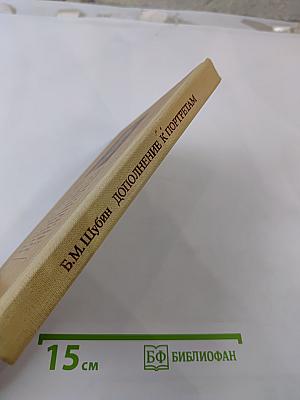 Б.М. Шубин ДОПОЛНЕНИЕ К ПОРТРЕТАМ
15 см
БФ БИБЛИОФАН